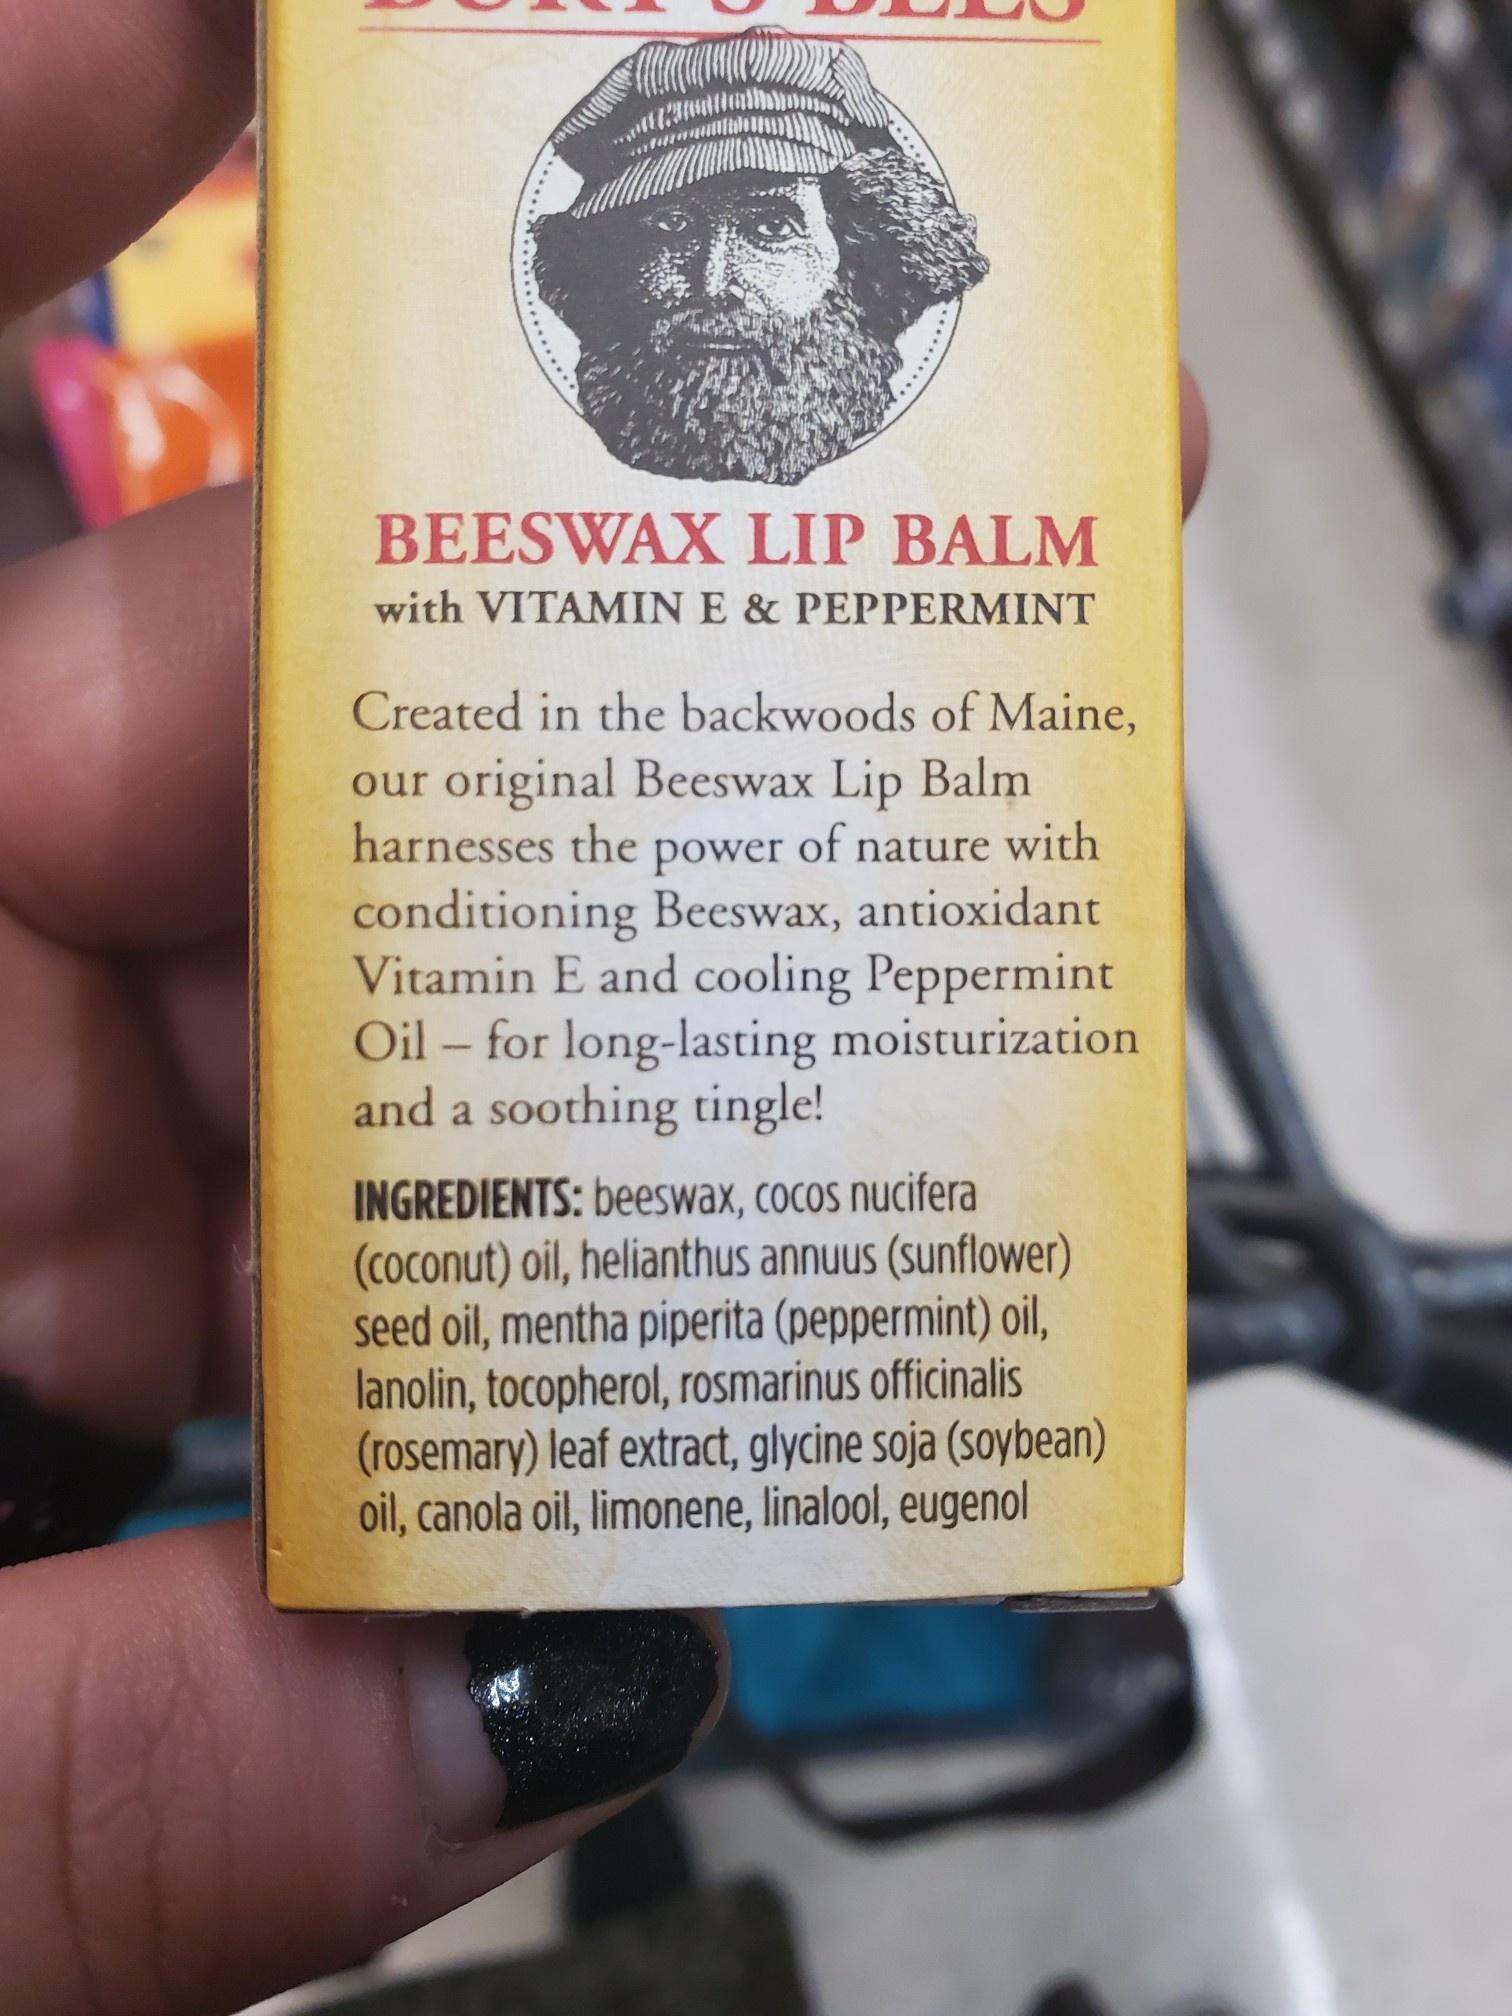 BURT'S BEES
BEESWAX LIP BALM
with VITAMIN E & PEPPERMINT
Created in the backwoods of Maine,
our original Beeswax Lip Balm
harnesses the power of nature with
conditioning Beeswax, antioxidant
Vitamin E and cooling Peppermint
Oil – for long-lasting moisturization
and a soothing tingle!
INGREDIENTS: beeswax, cocos nucifera
(coconut) oil, helianthus annuus (sunflower)
seed oil, mentha piperita (peppermint) oil,
lanolin, tocopherol, rosmarinus officinalis
(rosemary) leaf extract, glycine soja (soybean)
oil, canola oil, limonene, linalool, eugenol